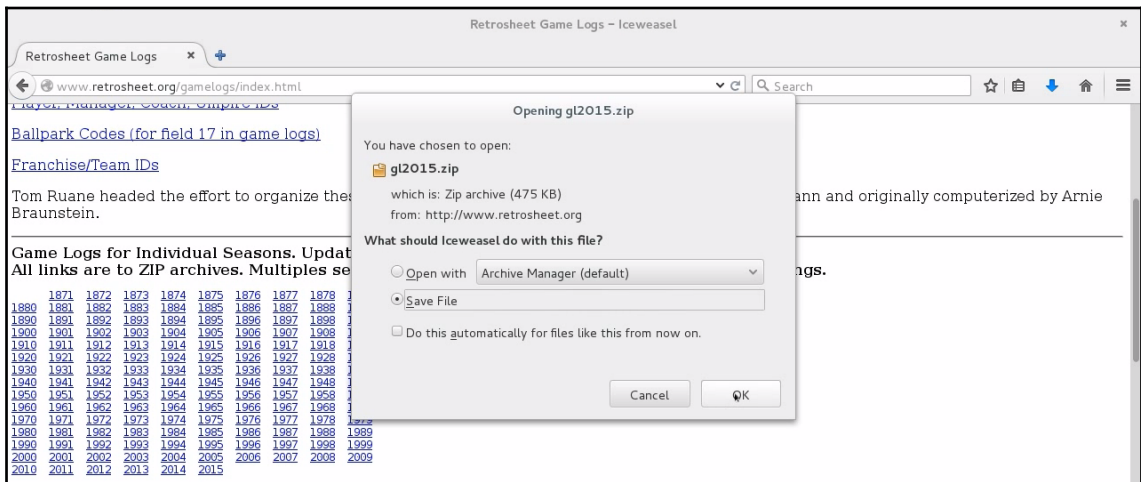 Retrosheet Game Logs – Iceweasel
Retrosheet Game Logs
www.retrosheet.org/gamelogs/index.html
Search
Player, Manager, Coach, Umpire IDs
Ballpark Codes (for field 17 in game logs)
Franchise/Team IDs
Tom Ruane headed the effort to organize thes ann and originally computerized by Arnie
Braunstein.
Game Logs for Individual Seasons. Updat
All links are to ZIP archives. Multiples se ngs.
1871 1872 1873 1874 1875 1876 1877 1878
1880 1881 1882 1883 1884 1885 1886 1887 1888
1890 1891 1892 1893 1894 1895 1896 1897 1898
1900 1901 1902 1903 1904 1905 1906 1907 1908
1910 1911 1912 1913 1914 1915 1916 1917 1918
1920 1921 1922 1923 1924 1925 1926 1927 1928
1930 1931 1932 1933 1934 1935 1936 1937 1938
1940 1941 1942 1943 1944 1945 1946 1947 1948
1950 1951 1952 1953 1954 1955 1956 1957 1958
1960 1961 1962 1963 1964 1965 1966 1967 1968
1970 1971 1972 1973 1974 1975 1976 1977 1978 1979
1980 1981 1982 1983 1984 1985 1986 1987 1988 1989
1990 1991 1992 1993 1994 1995 1996 1997 1998 1999
2000 2001 2002 2003 2004 2005 2006 2007 2008 2009
2010 2011 2012 2013 2014 2015
Opening gl2015.zip
You have chosen to open:
gl2015.zip
which is: Zip archive (475 KB)
from: http://www.retrosheet.org
What should Iceweasel do with this file?
Open with Archive Manager (default)
Save File
Do this automatically for files like this from now on.
Cancel OK